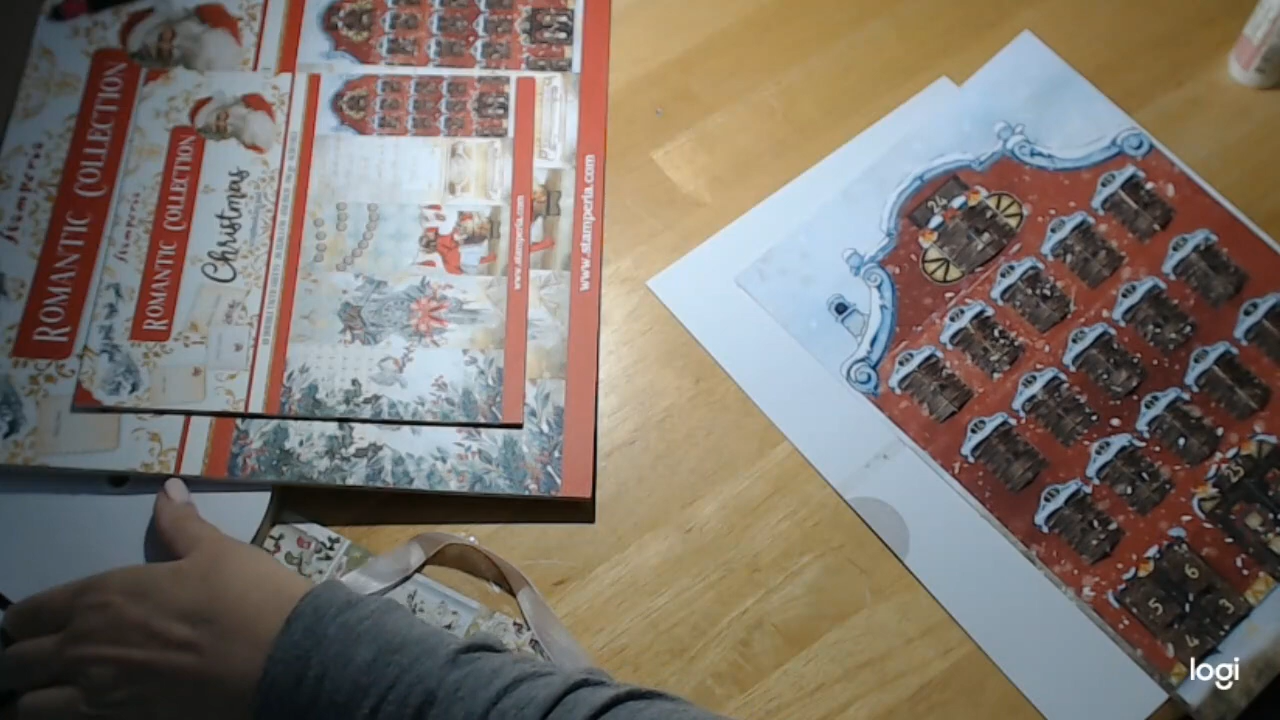 Stamperia
ROMANTIC COLLECTION
Stamperia
ROMANTIC COLLECTION
Christmas
www.stamperia.com
www.stamperia.com
24
23
6
5
3
4
logi